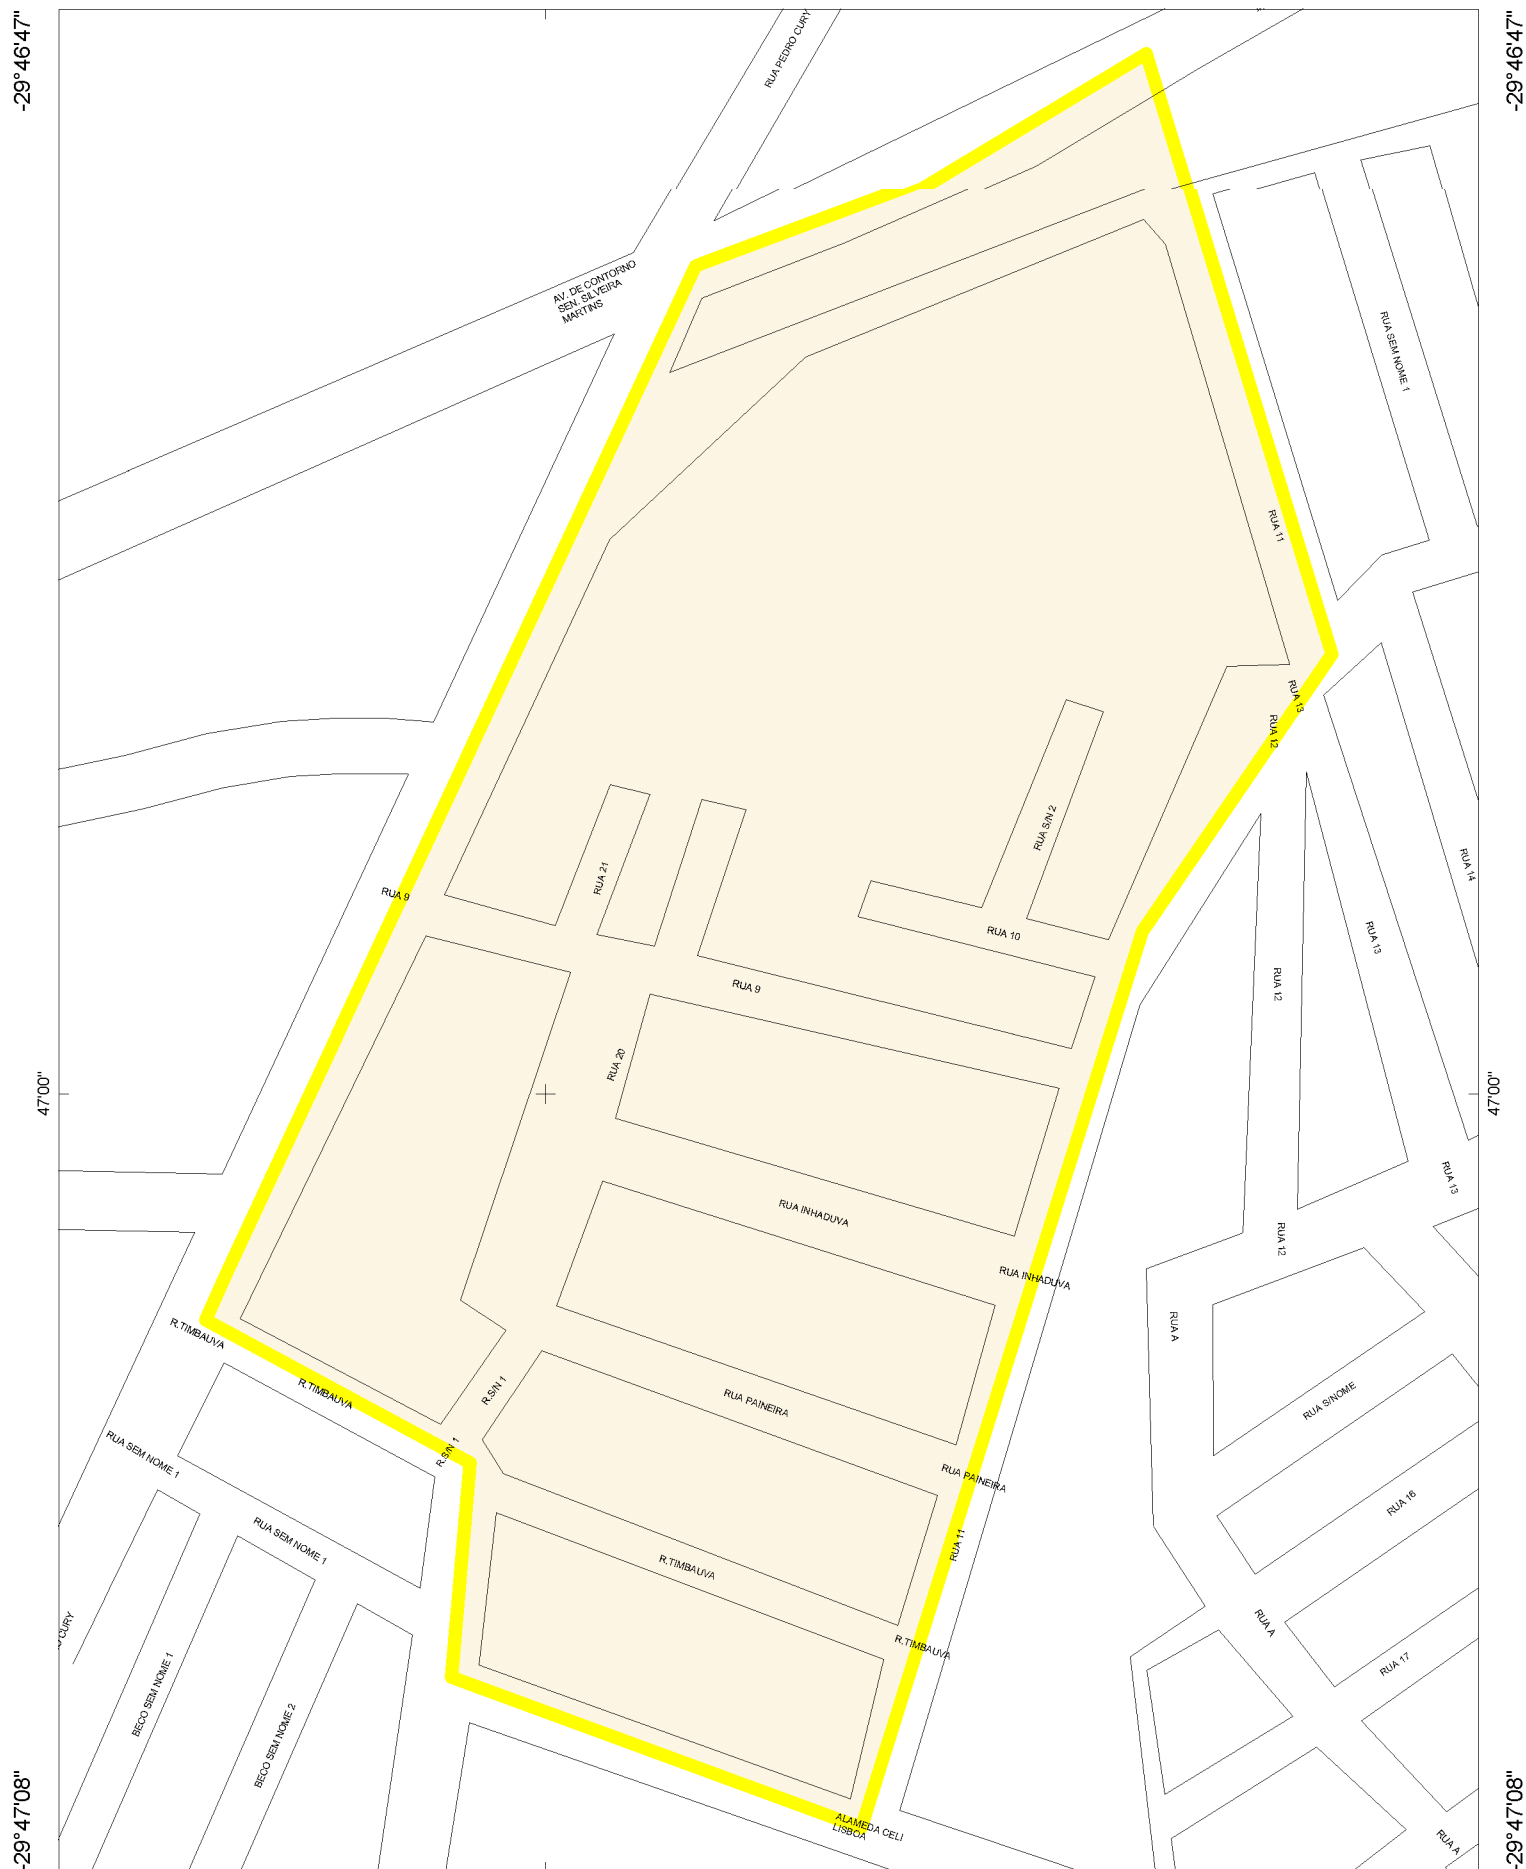 -29°46'47"
-29°46'47"
RUA PEDRO CURY
AV. DE CONTORNO
SEN. SILVEIRA
MARTINS
RUA SEM NOME 1
RUA 11
RUA 13
RUA 12
RUA S/N 2
RUA 14
RUA 21
RUA 9
RUA 10
RUA 13
RUA 9
RUA 12
RUA 20
47'00"
47'00"
RUA 13
RUA INHADUVA
RUA 12
RUA INHADUVA
R.TIMBAUVA
RUA A
R.TIMBAUVA
R.S/N 1
RUA PAINEIRA
RUA S/NOME
RUA SEM NOME 1
R.S/N 1
RUA PAINEIRA
RUA 16
RUA SEM NOME 1
RUA 11
R.TIMBAUVA
CURY
RUA A
R.TIMBAUVA
RUA 17
BECO SEM NOME 1
BECO SEM NOME 2
ALAMEDA CELI
LISBOA
RUA A
-29°47'08"
-29°47'08"